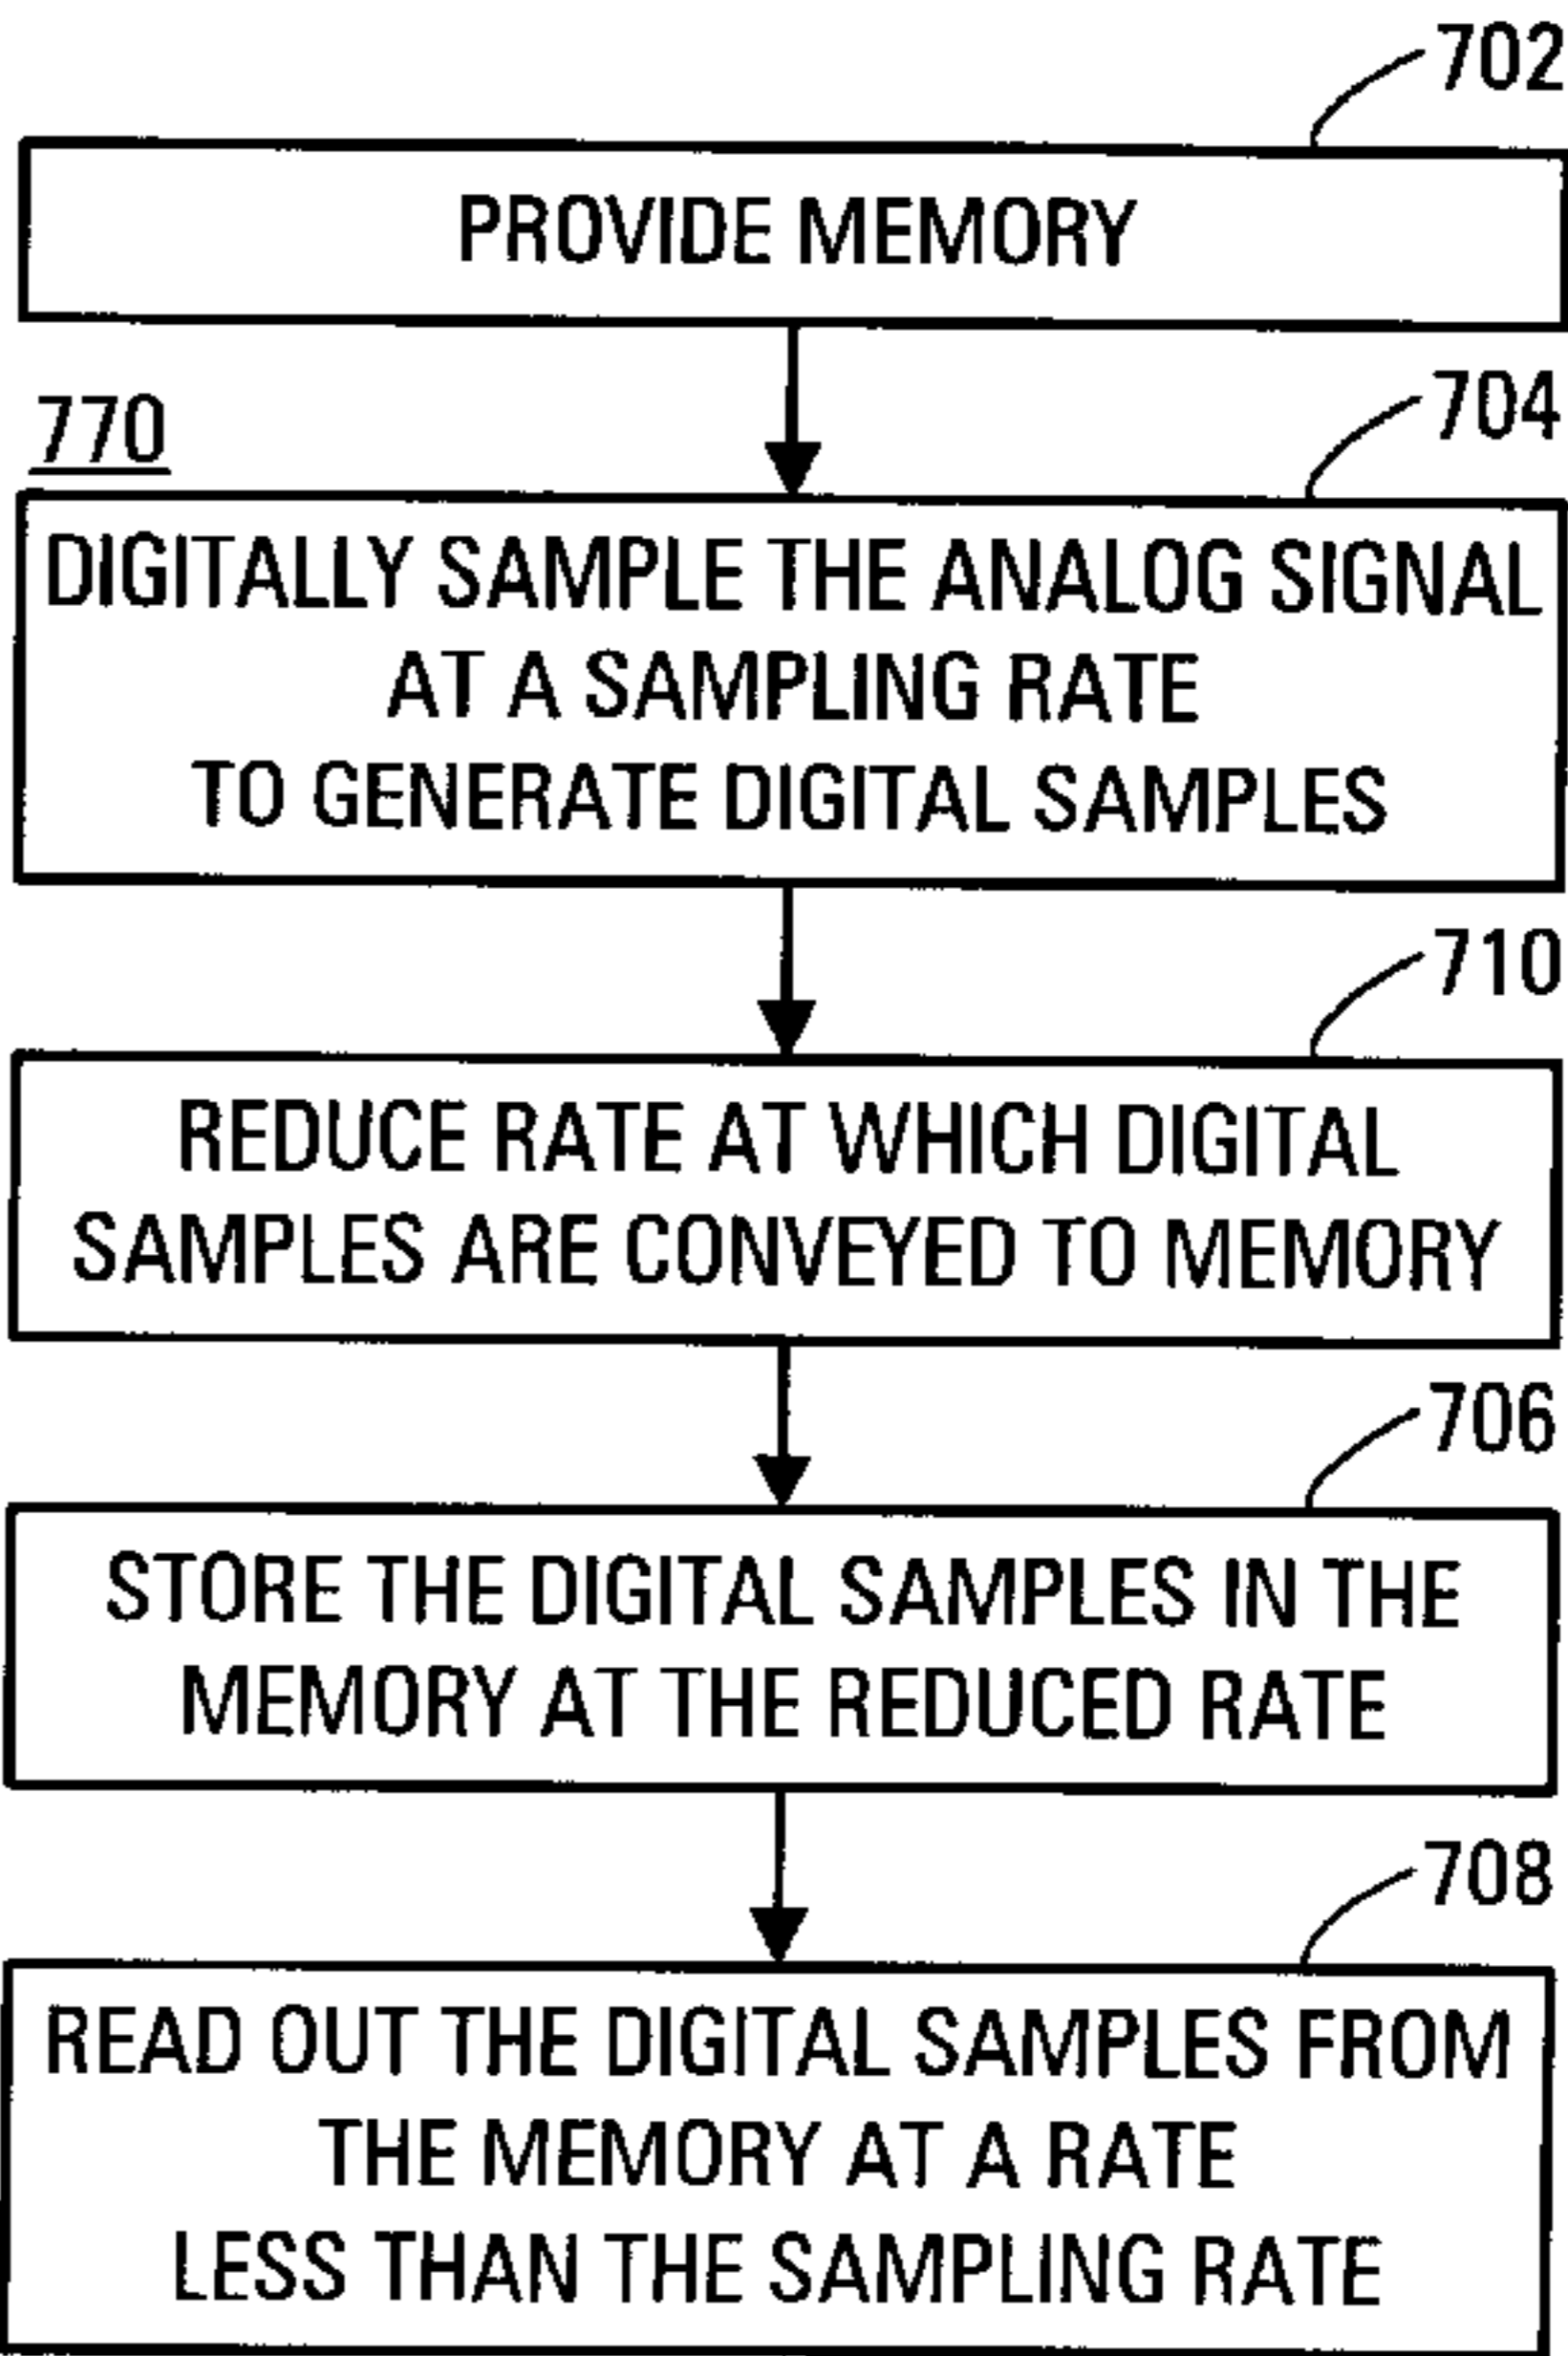 702
PROVIDE MEMORY
770
704
DIGITALLY SAMPLE THE ANALOG SIGNAL
AT A SAMPLING RATE
TO GENERATE DIGITAL SAMPLES
710
REDUCE RATE AT WHICH DIGITAL
SAMPLES ARE CONVEYED TO MEMORY
706
STORE THE DIGITAL SAMPLES IN THE
MEMORY AT THE REDUCED RATE
708
READ OUT THE DIGITAL SAMPLES FROM
THE MEMORY AT A RATE
LESS THAN THE SAMPLING RATE